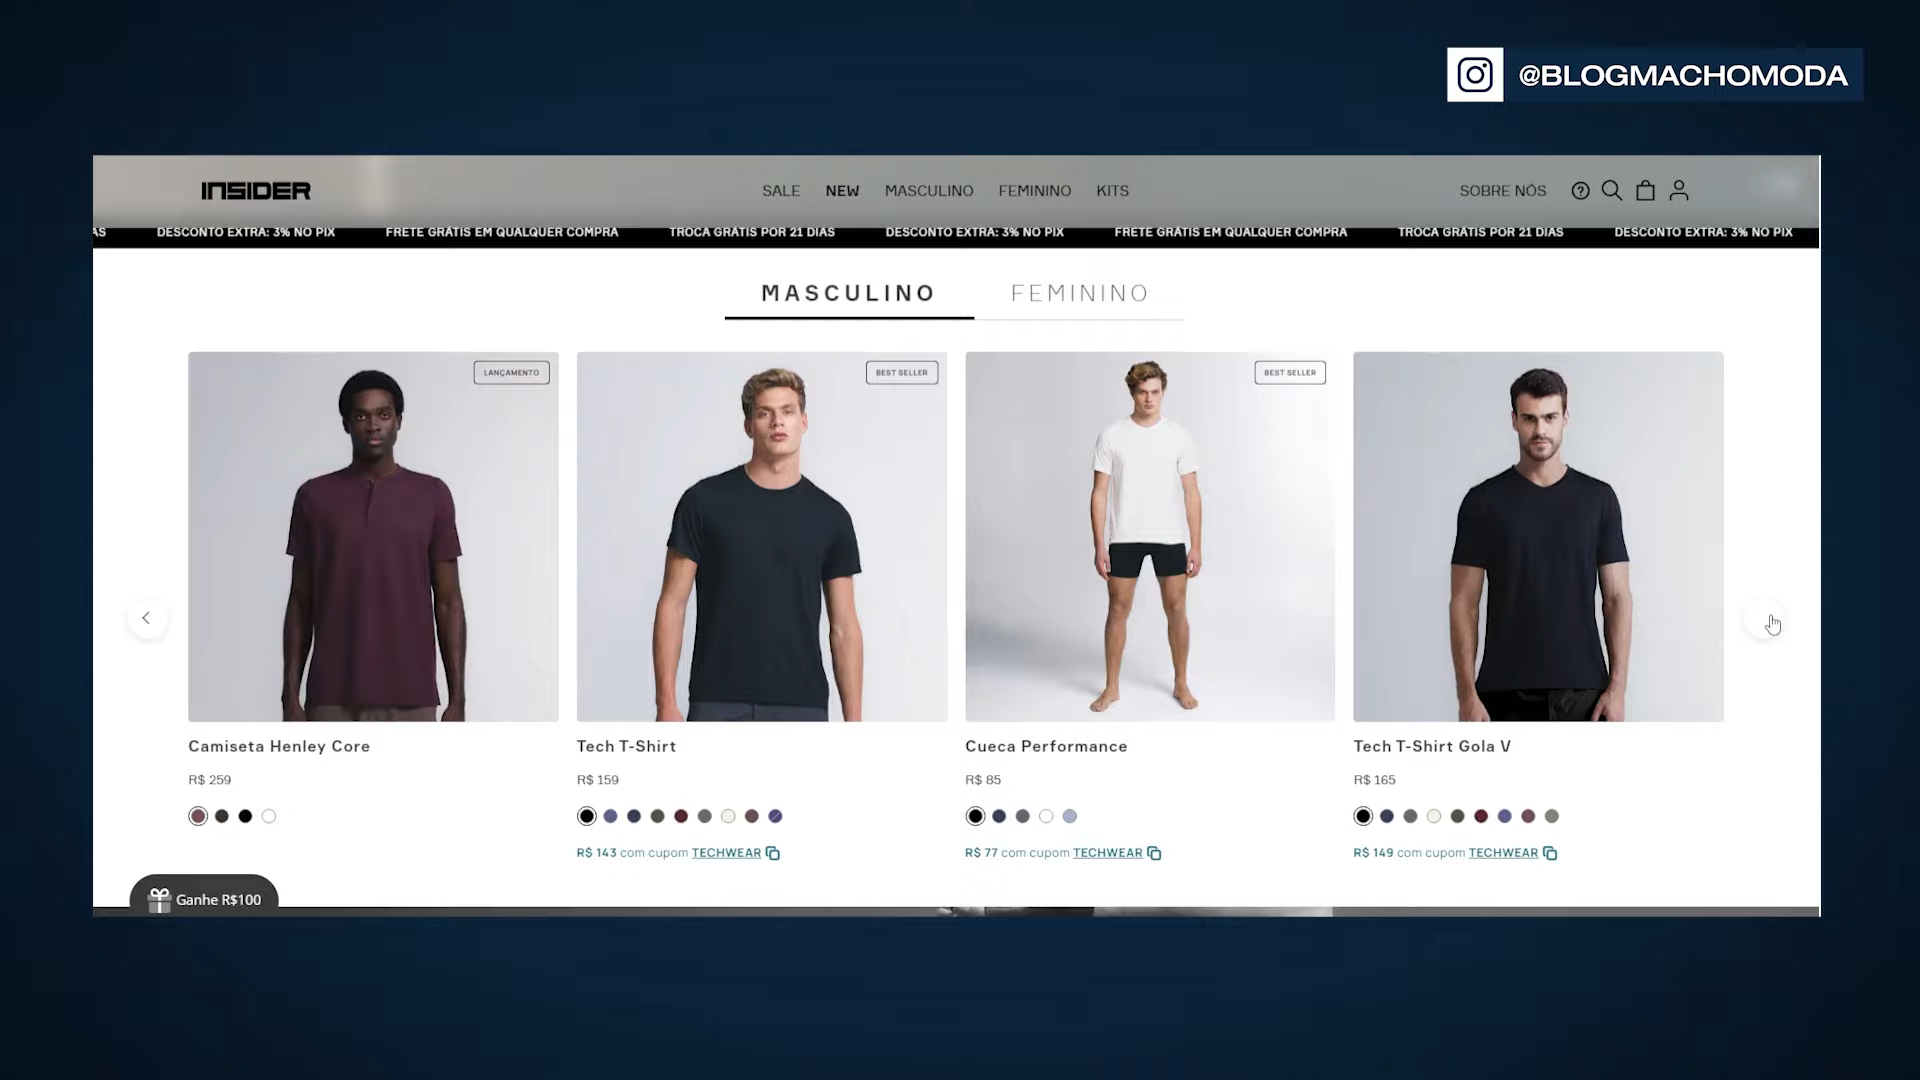 @BLOGMACHOMODA
INSIDER
SALE NEW MASCULINO FEMININO KITS
SOBRE NÓS
AS DESCONTO EXTRA: 3% NO PIX FRETE GRÁTIS EM QUALQUER COMPRA TROCA GRÁTIS POR 21 DIAS DESCONTO EXTRA: 3% NO PIX FRETE GRÁTIS EM QUALQUER COMPRA TROCA GRÁTIS POR 21 DIAS DESCONTO EXTRA: 3% NO PIX
MASCULINO FEMININO
LANÇAMENTO
BEST SELLER
BEST SELLER
Camiseta Henley Core
R$ 259
Tech T-Shirt
R$ 159
R$ 143 com cupom TECHWEAR
Cueca Performance
R$ 85
R$ 77 com cupom TECHWEAR
Tech T-Shirt Gola V
R$ 165
R$ 149 com cupom TECHWEAR
Ganhe R$100